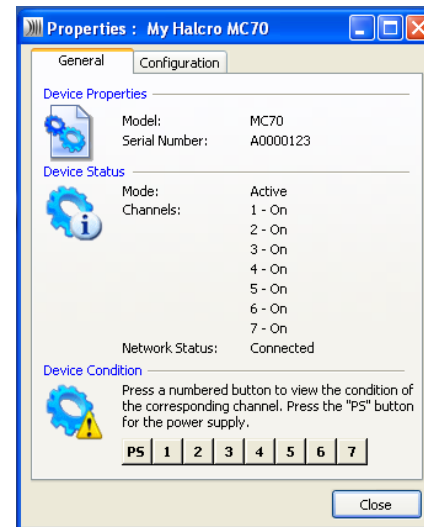 Properties : My Halcro MC70
General Configuration
Device Properties
Model: MC70
Serial Number: A0000123
Device Status
Mode: Active
Channels: 1 - On
2 - On
3 - On
4 - On
5 - On
6 - On
7 - On
Network Status: Connected
Device Condition
Press a numbered button to view the condition of
the corresponding channel. Press the "PS" button
for the power supply.
PS 1 2 3 4 5 6 7
Close